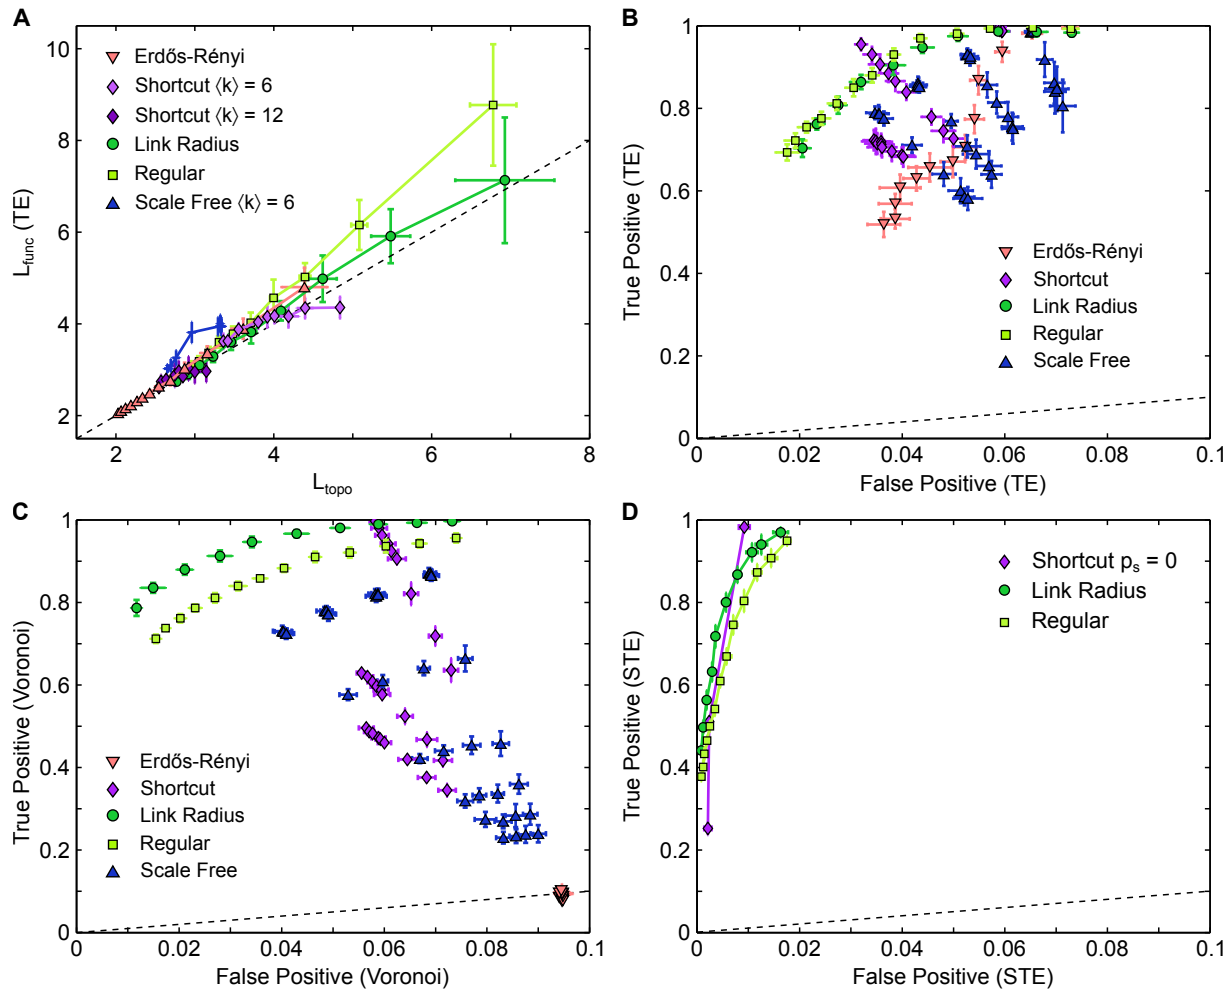 A
10
8
6
4
2
2
4
6
8
L_func (TE)
L_topo
Erdős-Rényi
Shortcut ⟨k⟩ = 6
Shortcut ⟨k⟩ = 12
Link Radius
Regular
Scale Free ⟨k⟩ = 6
B
1
0.8
0.6
0.4
0.2
0
0
0.02
0.04
0.06
0.08
0.1
True Positive (TE)
False Positive (TE)
Erdős-Rényi
Shortcut
Link Radius
Regular
Scale Free
C
1
0.8
0.6
0.4
0.2
0
0
0.02
0.04
0.06
0.08
0.1
True Positive (Voronoi)
False Positive (Voronoi)
Erdős-Rényi
Shortcut
Link Radius
Regular
Scale Free
D
1
0.8
0.6
0.4
0.2
0
0
0.02
0.04
0.06
0.08
0.1
True Positive (STE)
False Positive (STE)
Shortcut p_s = 0
Link Radius
Regular